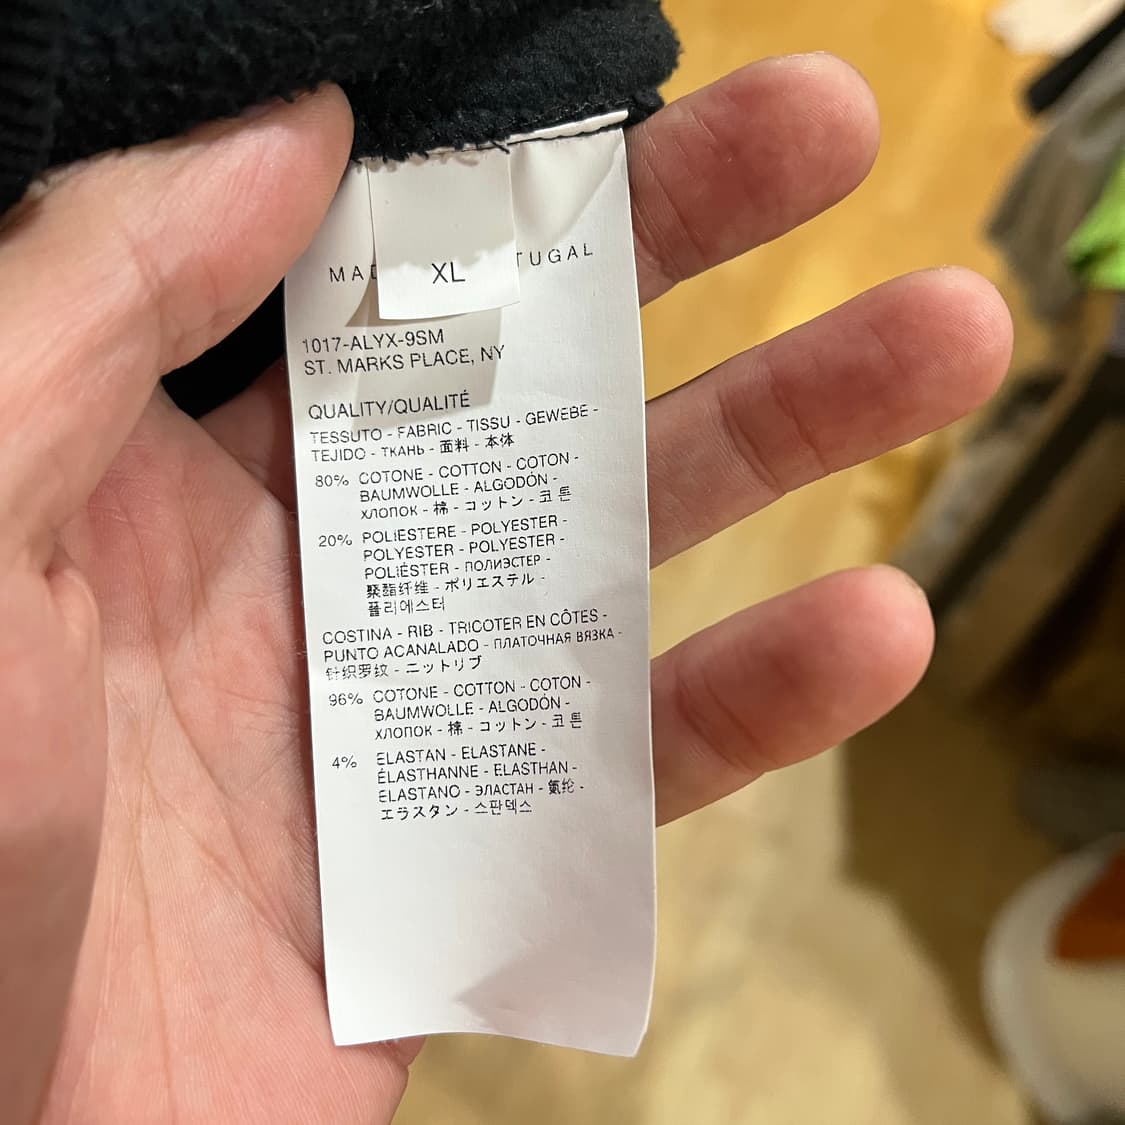 XL
MAD TUGAL
1017-ALYX-9SM
ST. MARKS PLACE, NY
QUALITY/QUALITÉ
TESSUTO - FABRIC - TISSU - GEWEBE -
TEJIDO - ТКАНЬ - 面料 - 本体
80% COTONE - COTTON - COTON -
BAUMWOLLE - ALGODÓN -
ХЛОПОК - 棉 - コットン - 코튼
20% POLIESTERE - POLYESTER -
POLYESTER - POLYESTER -
POLIÉSTER - ПОЛИЭСТЕР -
聚酯纤维 - ポリエステル -
폴리에스터
COSTINA - RIB - TRICOTER EN CÔTES -
PUNTO ACANALADO - ПЛАТОЧНАЯ ВЯЗКА -
针织罗纹 - ニットリブ
96% COTONE - COTTON - COTON -
BAUMWOLLE - ALGODÓN -
ХЛОПОК - 棉 - コットン - 코튼
4% ELASTAN - ELASTANE -
ÉLASTHANNE - ELASTHAN -
ELASTANO - ЭЛАСТАН - 氨纶 -
エラスタン - 스판덱스